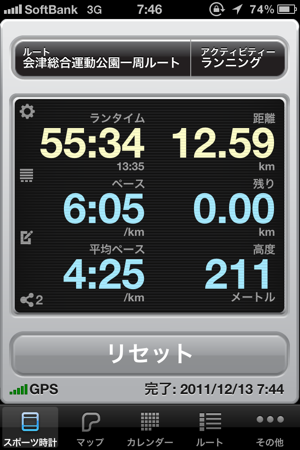 SoftBank 3G 7:46 74%
ルート
会津総合運動公園一周ルート
アクティビティー
ランニング
ランタイム 距離
55:34 12.59
13:35 km
ペース 残り
6:05 0.00
/km km
平均ペース 高度
4:25 211
/km メートル
2
リセット
GPS 完了: 2011/12/13 7:44
スポーツ時計 マップ カレンダー ルート その他